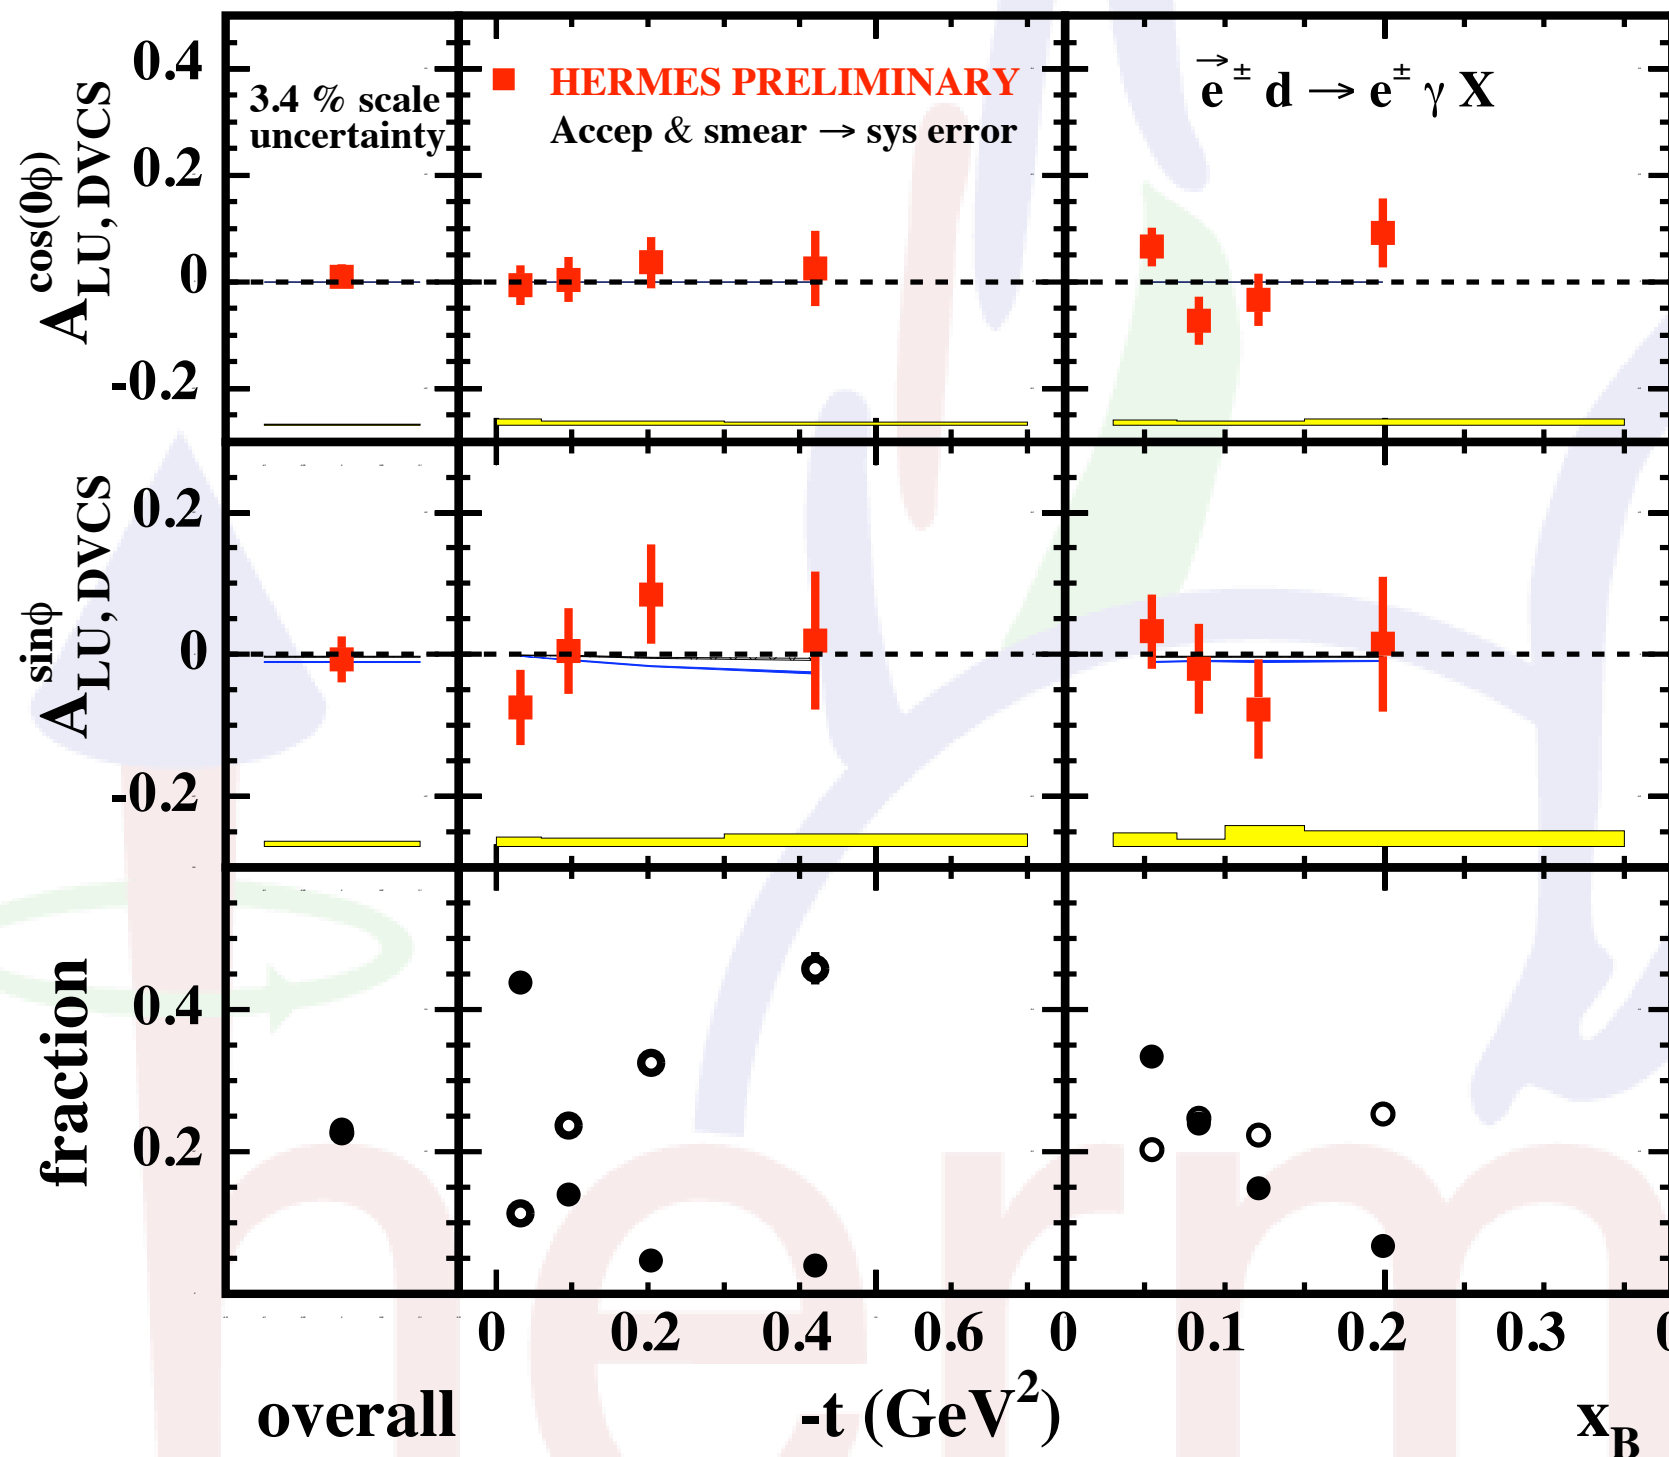 0.4
0.2
0
-0.2
A LU, DVCS cos(0ϕ)
3.4 % scale
uncertainty
HERMES PRELIMINARY
Accep & smear → sys error
e⃗ ± d → e± γ X
0.2
0
-0.2
A LU, DVCS sinϕ
0.4
0.2
fraction
0 0.2 0.4 0.6
0 0.1 0.2 0.3
overall
-t (GeV²)
x_B
herm